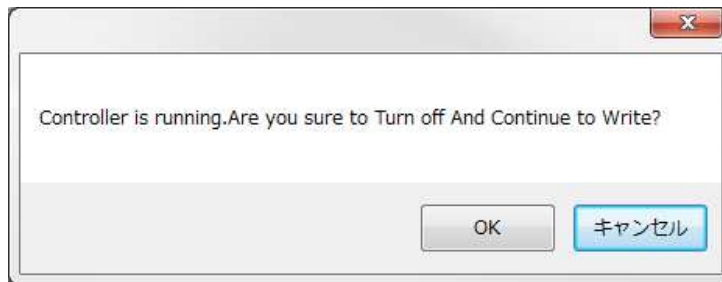 Controller is running.Are you sure to Turn off And Continue to Write?
OK
キャンセル